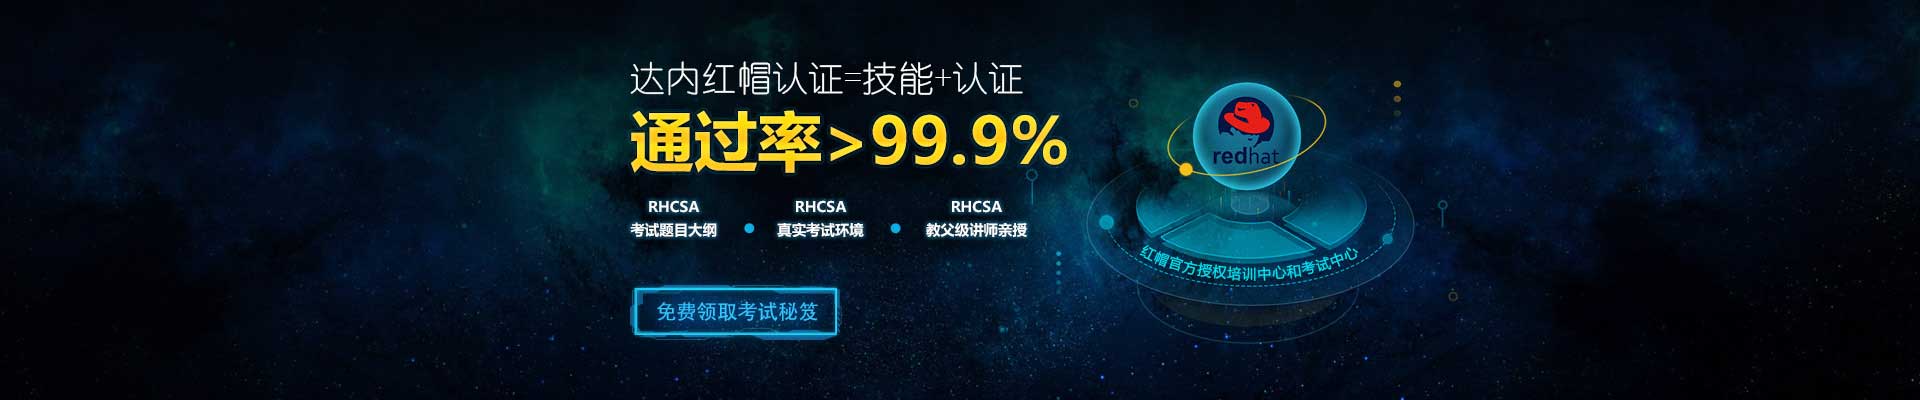 达内红帽认证=技能+认证
通过率>99.9%
RHCSA RHCSA RHCSA
考试题目大纲 真实考试环境 教父级讲师亲授
免费领取考试秘笈
redhat
红帽官方授权培训中心和考试中心